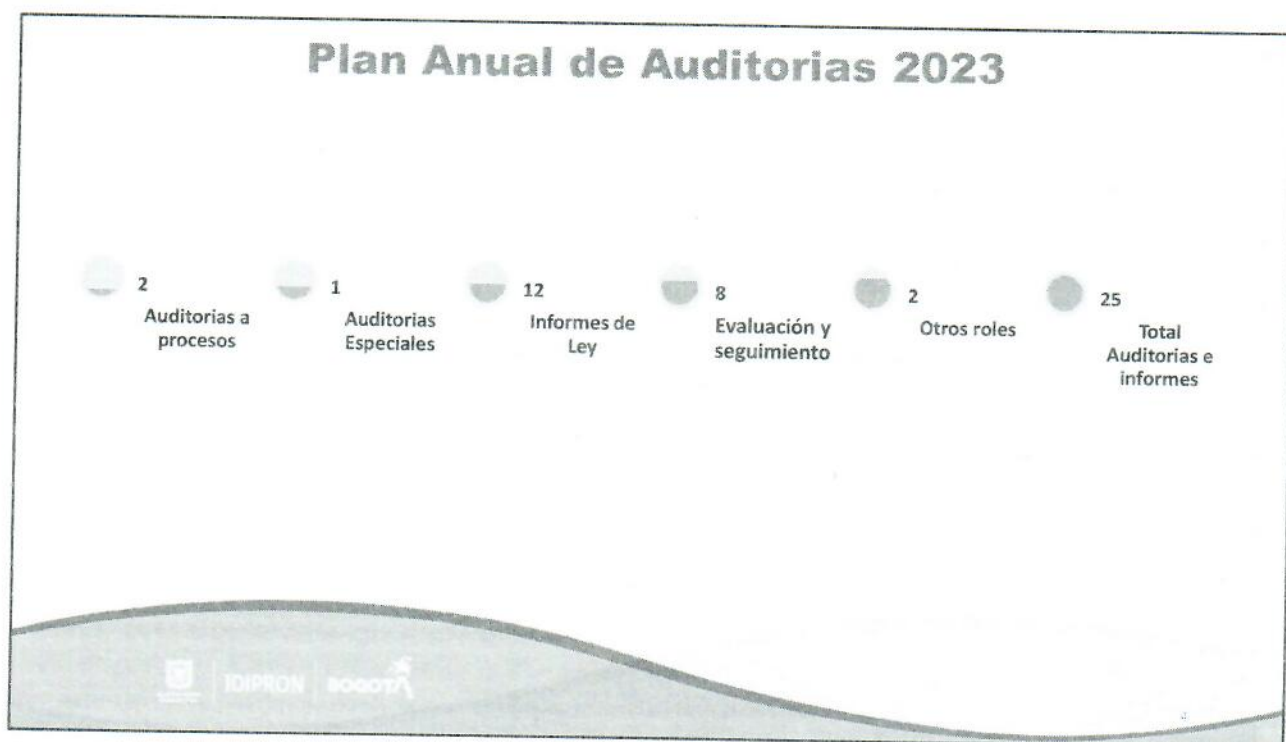 Plan Anual de Auditorias 2023
2
Auditorias a
procesos
1
Auditorias
Especiales
12
Informes de
Ley
8
Evaluación y
seguimiento
2
Otros roles
25
Total
Auditorias e
informes
IDIPRON
BOGOTÁ
4